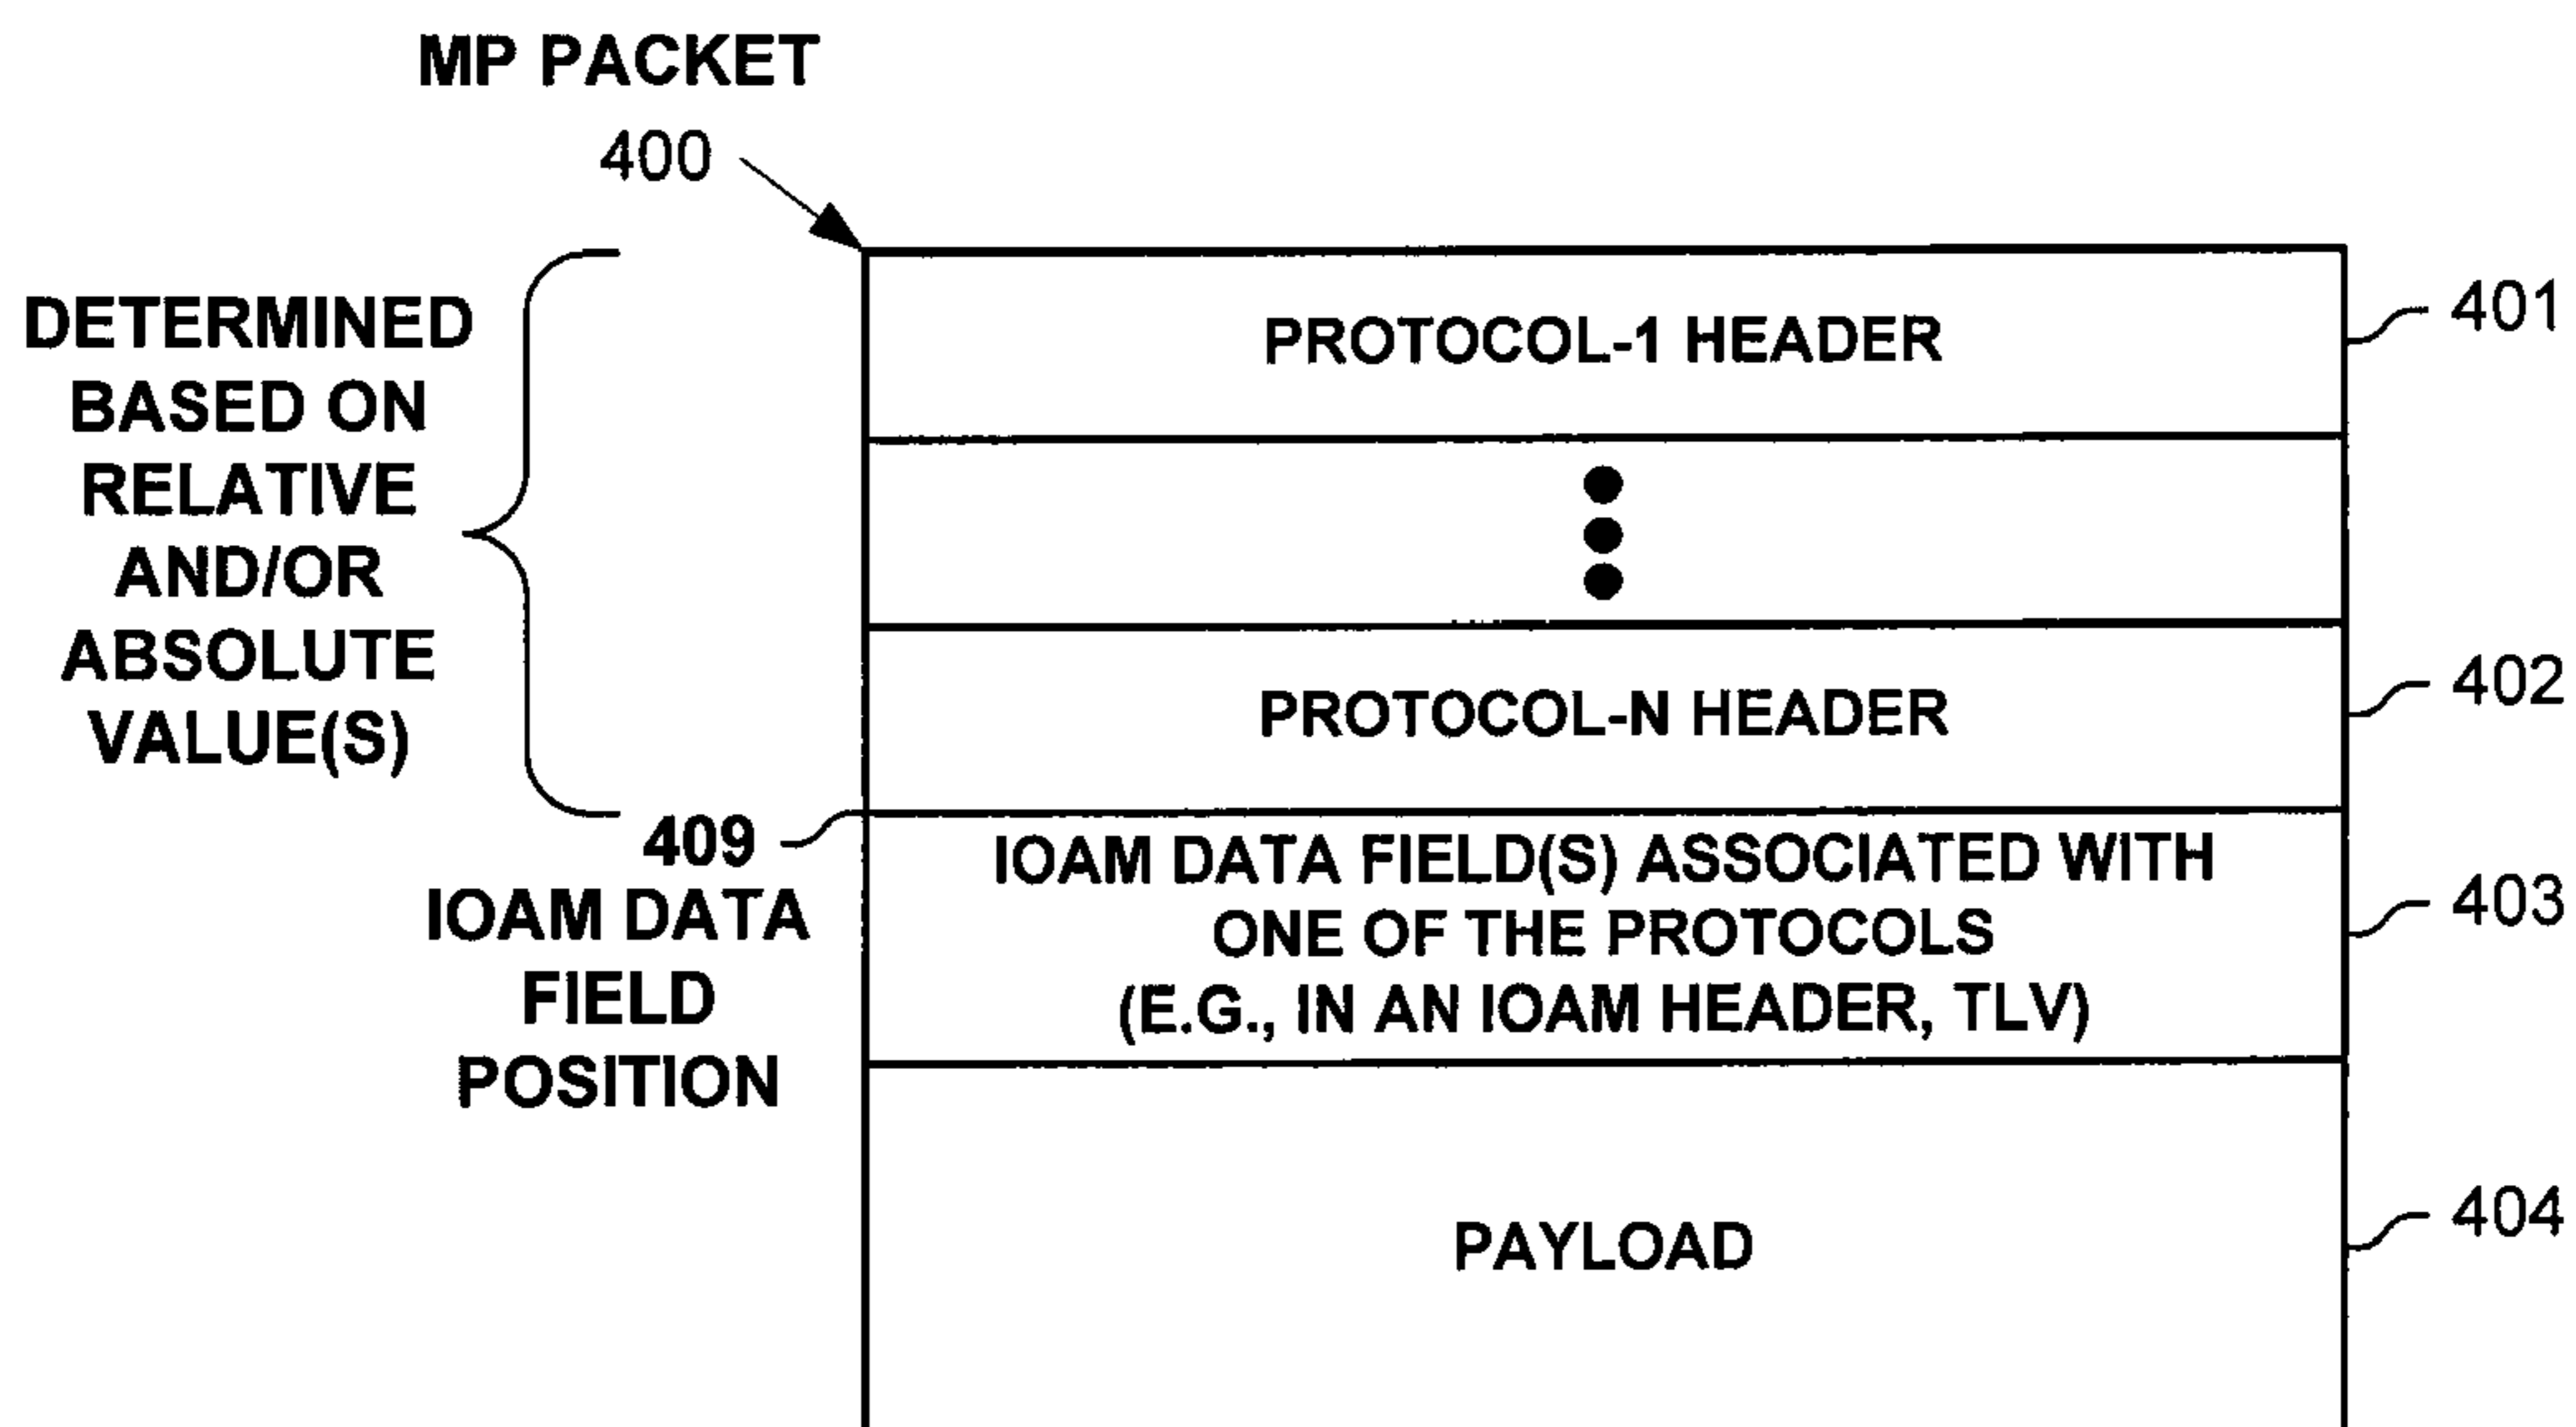 MP PACKET
400
DETERMINED
BASED ON
RELATIVE
AND/OR
ABSOLUTE
VALUE(S)
PROTOCOL-1 HEADER
401
PROTOCOL-N HEADER
402
409
IOAM DATA
FIELD
POSITION
IOAM DATA FIELD(S) ASSOCIATED WITH
ONE OF THE PROTOCOLS
(E.G., IN AN IOAM HEADER, TLV)
403
PAYLOAD
404